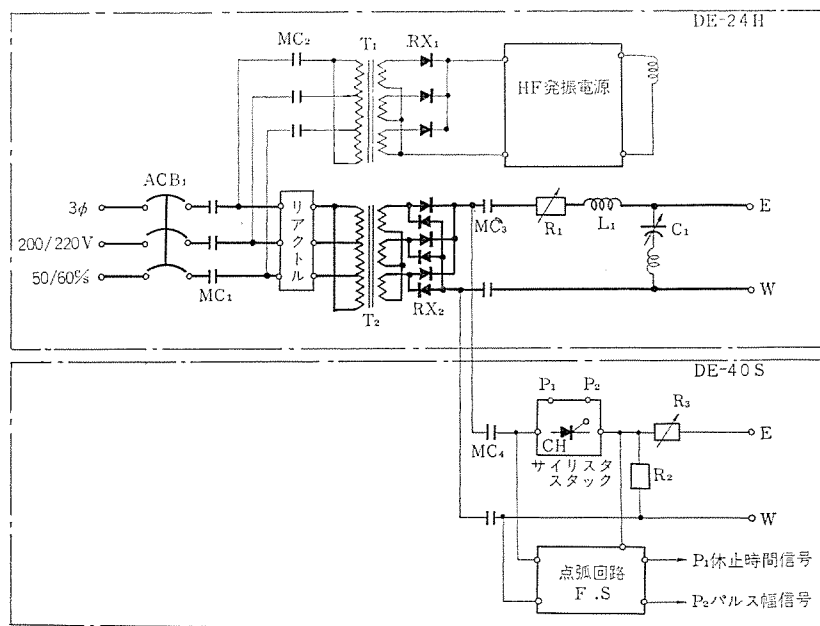 DE-24H
MC₂
T₁
RX₁
HF発振電源
ACB₁
3φ
200/220V
50/60c/s
MC₁
リアクトル
T₂
RX₂
MC₃
R₁
L₁
C₁
E
W
DE-40S
P₁
P₂
R₃
E
MC₄
CH
サイリスタ
スタック
R₂
W
点弧回路
F.S
P₁休止時間信号
P₂パルス幅信号